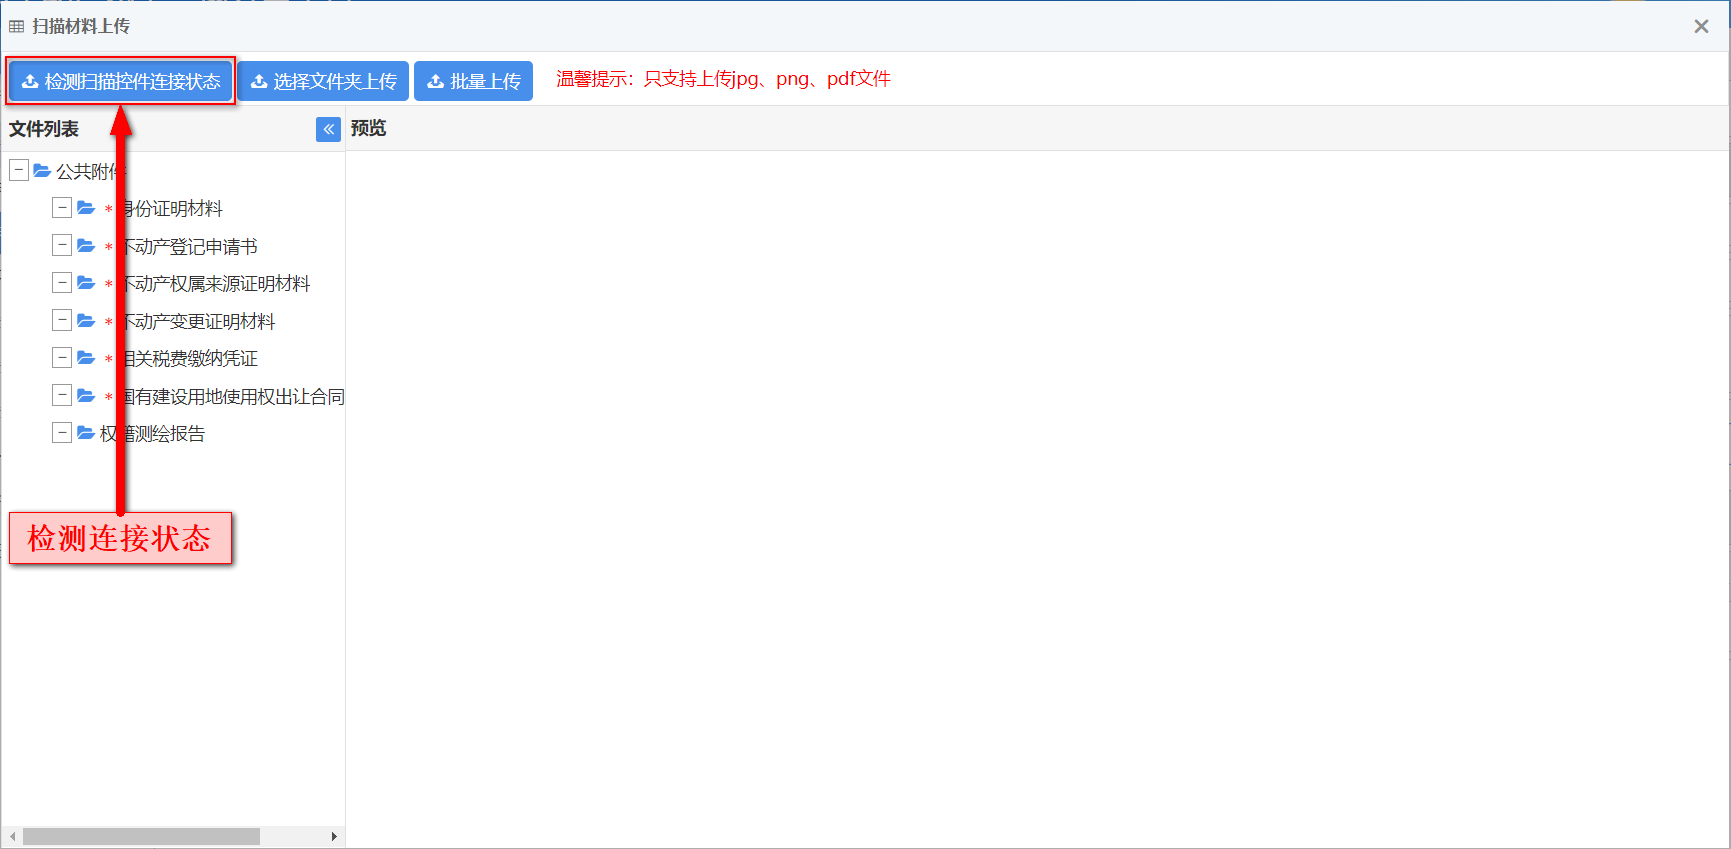 扫描材料上传
检测扫描控件连接状态 选择文件夹上传 批量上传 温馨提示：只支持上传jpg、png、pdf文件
文件列表 预览
公共附件
* 身份证明材料
* 不动产登记申请书
* 不动产权属来源证明材料
* 不动产变更证明材料
* 相关税费缴纳凭证
* 国有建设用地使用权出让合同
权籍测绘报告
检测连接状态